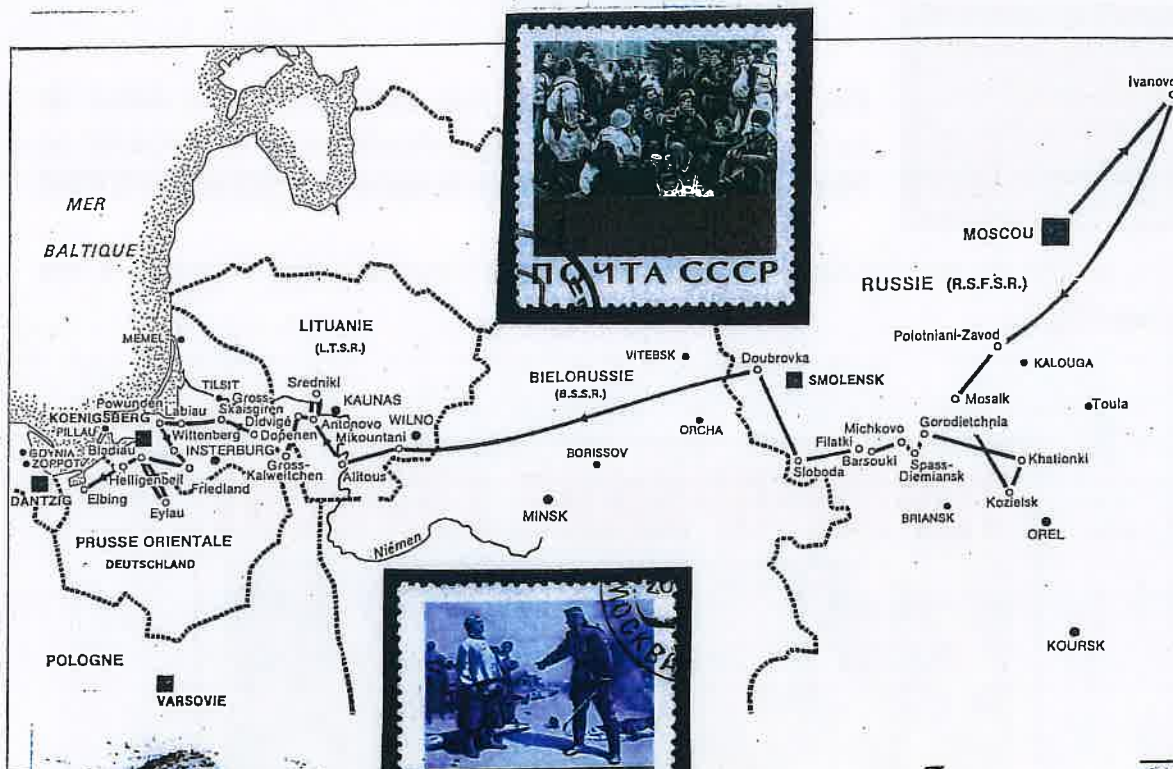 Ivanovo
MER
BALTIQUE
MOSCOU
RUSSIE (R.S.F.S.R.)
ПОЧТА СССР
LITUANIE
(L.T.S.R.)
MEMEL
VITEBSK
Doubrovka
Polotniani-Zavod
KALOUGA
BIELORUSSIE
(B.S.S.R.)
SMOLENSK
TILSIT
Sredniki
KAUNAS
Mosalk
Toula
Powunden
Gross-
Skaisgiren
KOENIGSBERG
Labiau
Didvigé
Antonovo
WILNO
ORCHA
Michkovo
Gorodietchnia
PILLAU
Wittenberg
Dopenen
Mikountani
Filatki
GDYNIA
Bladiau
INSTERBURG
BORISSOV
Sloboda
Barsouki
Spass-
Diemiansk
Khationki
ZOPPOT
Heiligenbeil
Gross-
Kalweitchen
Alitous
DANTZIG
Elbing
Friedland
Eylau
MINSK
BRIANSK
Kozielsk
OREL
PRUSSE ORIENTALE
DEUTSCHLAND
Niémen
20
МОСКВА
KOURSK
POLOGNE
VARSOVIE